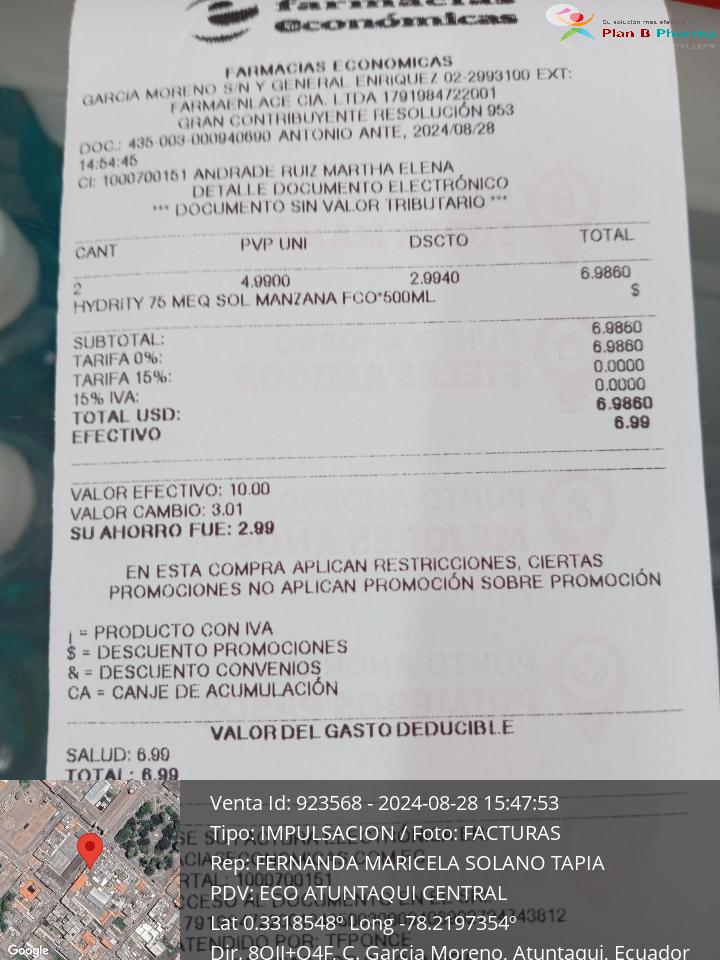 farmacias
económicas
Su solución más efectiva
Plan B Pharma
FARMACIAS ECONOMICAS
GARCIA MORENO S/N Y GENERAL ENRIQUEZ 02-2993100 EXT:
FARMAENLACE CIA. LTDA 1791984722001
GRAN CONTRIBUYENTE RESOLUCIÓN 953
DOC.: 435-003-000940690 ANTONIO ANTE, 2024/08/28
14:54:45
CI: 1000700151 ANDRADE RUIZ MARTHA ELENA
DETALLE DOCUMENTO ELECTRÓNICO
*** DOCUMENTO SIN VALOR TRIBUTARIO ***
CANT PVP UNI DSCTO TOTAL
2 4.9900 2.9940 6.9860
HYDRITY 75 MEQ SOL MANZANA FCO*500ML $
SUBTOTAL: 6.9860
TARIFA 0%: 6.9860
TARIFA 15%: 0.0000
15% IVA: 0.0000
TOTAL USD: 6.9860
EFECTIVO 6.99
VALOR EFECTIVO: 10.00
VALOR CAMBIO: 3.01
SU AHORRO FUE: 2.99
EN ESTA COMPRA APLICAN RESTRICCIONES, CIERTAS
PROMOCIONES NO APLICAN PROMOCIÓN SOBRE PROMOCIÓN
¡ = PRODUCTO CON IVA
$ = DESCUENTO PROMOCIONES
& = DESCUENTO CONVENIOS
CA = CANJE DE ACUMULACIÓN
VALOR DEL GASTO DEDUCIBLE
SALUD: 6.99
TOTAL: 6.99
Venta Id: 923568 - 2024-08-28 15:47:53
Tipo: IMPULSACION / Foto: FACTURAS
Rep: FERNANDA MARICELA SOLANO TAPIA
1000700151
PDV: ECO ATUNTAQUI CENTRAL
Lat 0.3318548° Long -78.2197354°
Dir. 8QJJ+Q4F, C. Garcia Moreno, Atuntaqui, Ecuador
Google